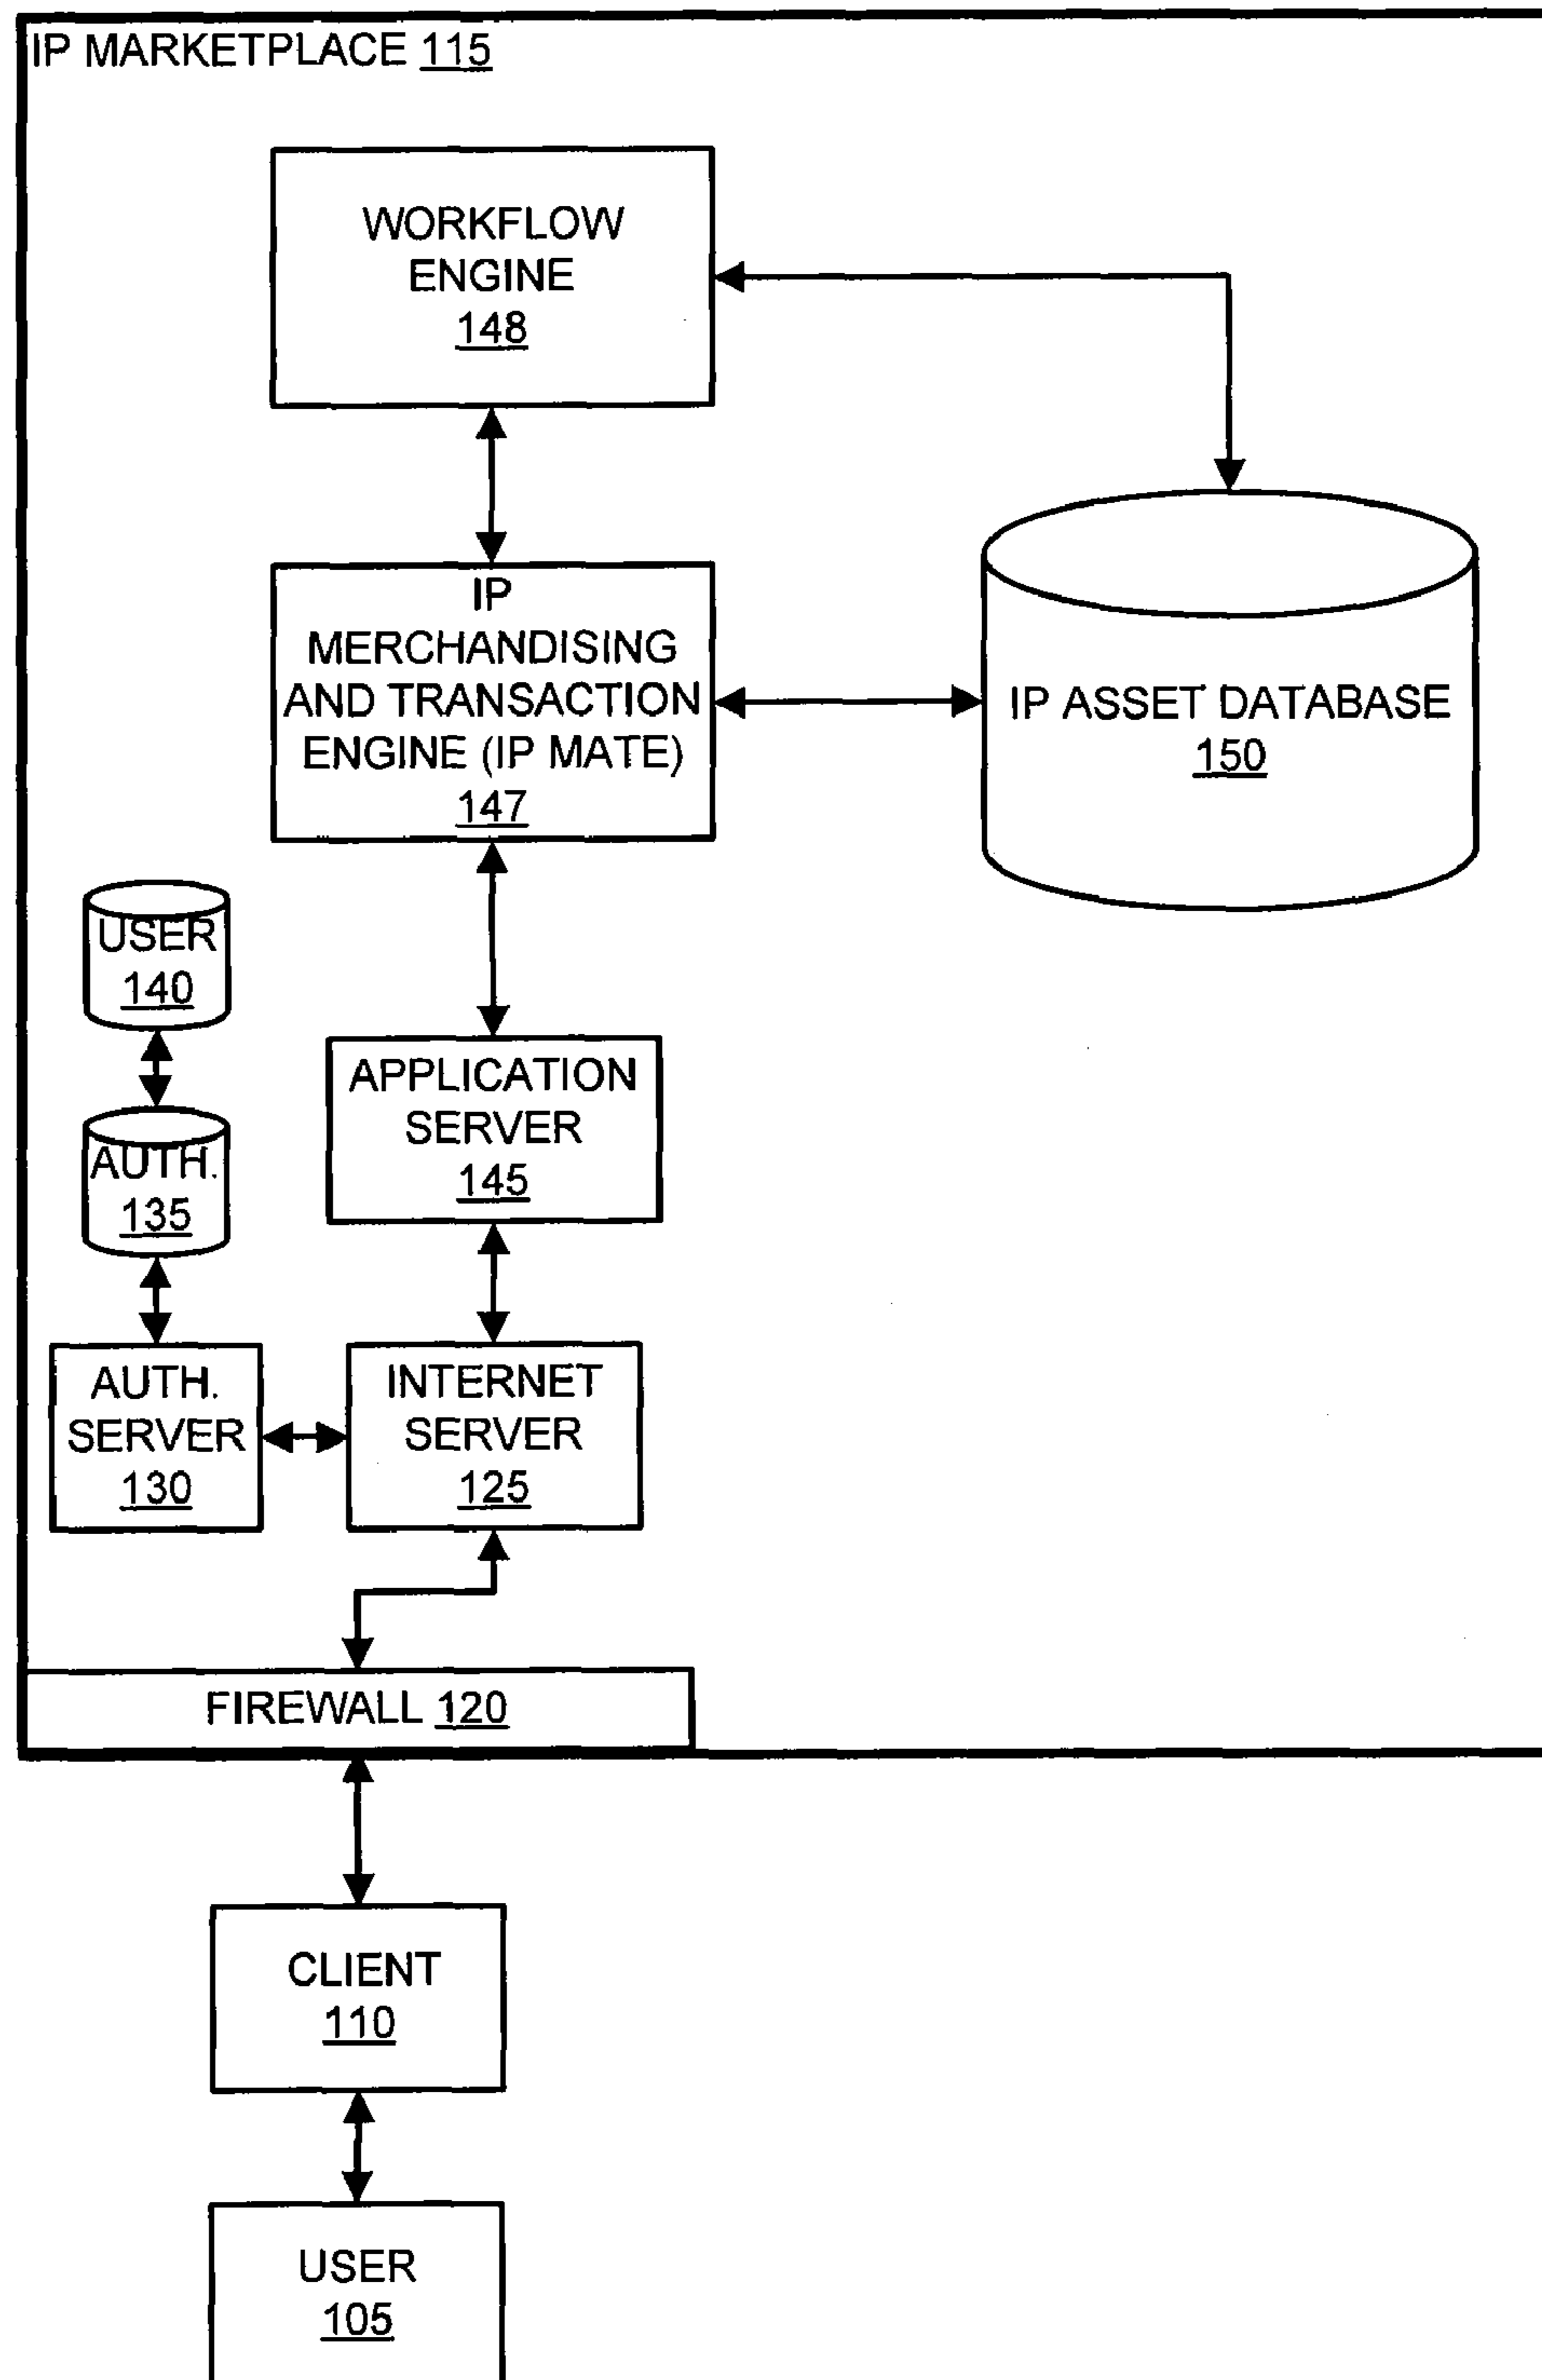 IP MARKETPLACE 115
WORKFLOW
ENGINE
148
IP
MERCHANDISING
AND TRANSACTION
ENGINE (IP MATE)
147
IP ASSET DATABASE
150
USER
140
AUTH.
135
APPLICATION
SERVER
145
AUTH.
SERVER
130
INTERNET
SERVER
125
FIREWALL 120
CLIENT
110
USER
105